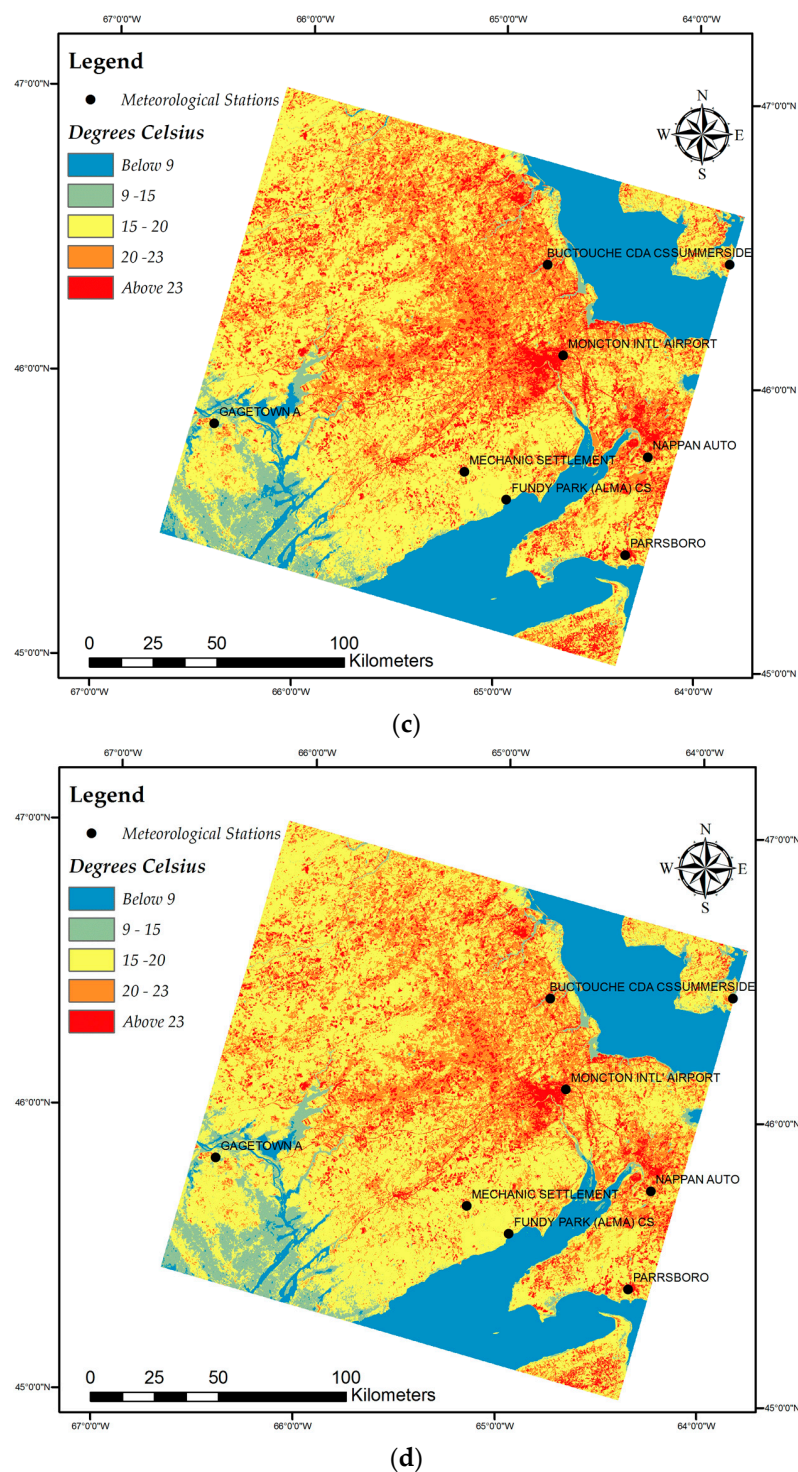 67°0'0"W 66°0'0"W 65°0'0"W 64°0'0"W
Legend
47°0'0"N
47°0'0"N
Meteorological Stations
N
Degrees Celsius
W E
Below 9
S
9 -15
15 - 20
20 -23
BUCTOUCHE CDA CS SUMMERSIDE
Above 23
MONCTON INTL' AIRPORT
46°0'0"N
46°0'0"N
GAGETOWN A
NAPPAN AUTO
MECHANIC SETTLEMENT
FUNDY PARK (ALMA) CS
PARRSBORO
0 25 50 100
45°0'0"N
Kilometers
45°0'0"N
67°0'0"W 66°0'0"W 65°0'0"W 64°0'0"W
(c)
67°0'0"W 66°0'0"W 65°0'0"W 64°0'0"W
Legend
47°0'0"N
47°0'0"N
Meteorological Stations
N
Degrees Celsius
W E
Below 9
S
9 - 15
15 -20
20 - 23
BUCTOUCHE CDA CS SUMMERSIDE
Above 23
MONCTON INTL' AIRPORT
46°0'0"N
46°0'0"N
GAGETOWN A
NAPPAN AUTO
MECHANIC SETTLEMENT
FUNDY PARK (ALMA) CS
PARRSBORO
0 25 50 100
45°0'0"N
Kilometers
45°0'0"N
67°0'0"W 66°0'0"W 65°0'0"W 64°0'0"W
(d)